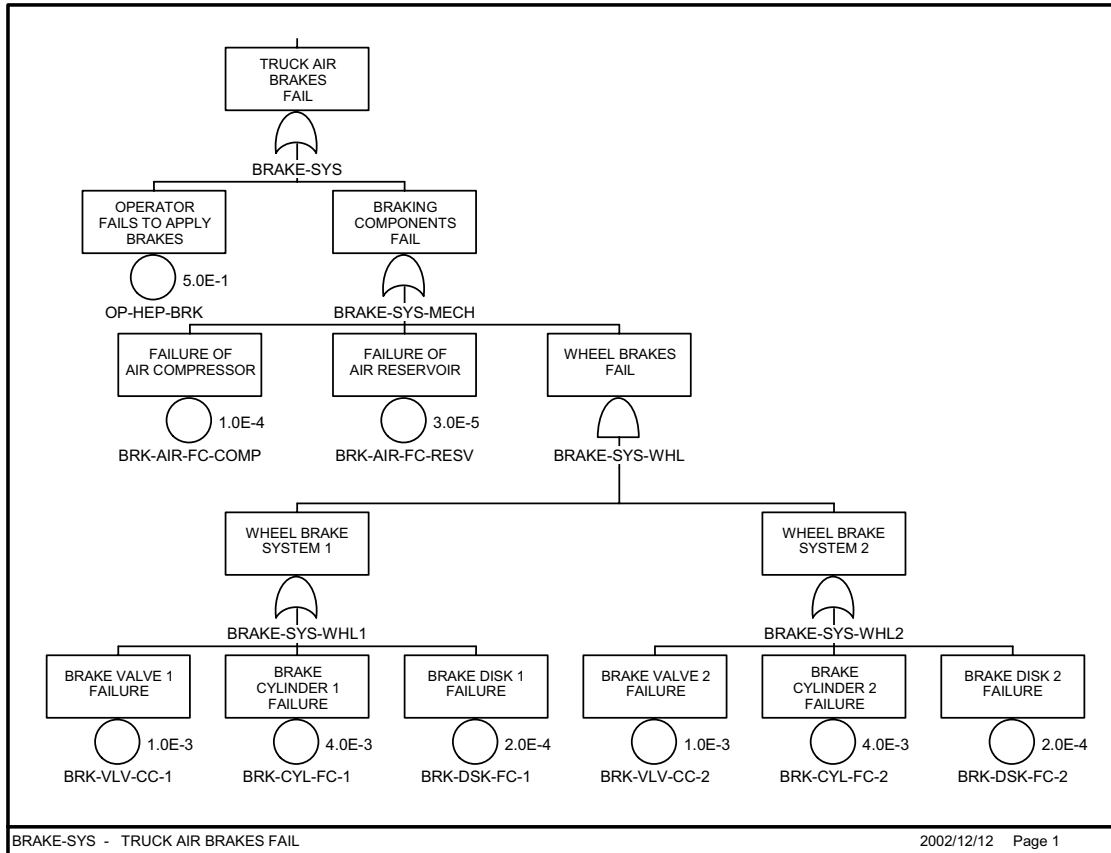 TRUCK AIR
BRAKES
FAIL
BRAKE-SYS
OPERATOR
FAILS TO APPLY
BRAKES
BRAKING
COMPONENTS
FAIL
5.0E-1
OP-HEP-BRK
BRAKE-SYS-MECH
FAILURE OF
AIR COMPRESSOR
FAILURE OF
AIR RESERVOIR
WHEEL BRAKES
FAIL
1.0E-4
3.0E-5
BRK-AIR-FC-COMP
BRK-AIR-FC-RESV
BRAKE-SYS-WHL
WHEEL BRAKE
SYSTEM 1
WHEEL BRAKE
SYSTEM 2
BRAKE-SYS-WHL1
BRAKE-SYS-WHL2
BRAKE VALVE 1
FAILURE
BRAKE
CYLINDER 1
FAILURE
BRAKE DISK 1
FAILURE
BRAKE VALVE 2
FAILURE
BRAKE
CYLINDER 2
FAILURE
BRAKE DISK 2
FAILURE
1.0E-3
4.0E-3
2.0E-4
1.0E-3
4.0E-3
2.0E-4
BRK-VLV-CC-1
BRK-CYL-FC-1
BRK-DSK-FC-1
BRK-VLV-CC-2
BRK-CYL-FC-2
BRK-DSK-FC-2
BRAKE-SYS - TRUCK AIR BRAKES FAIL
2002/12/12 Page 1